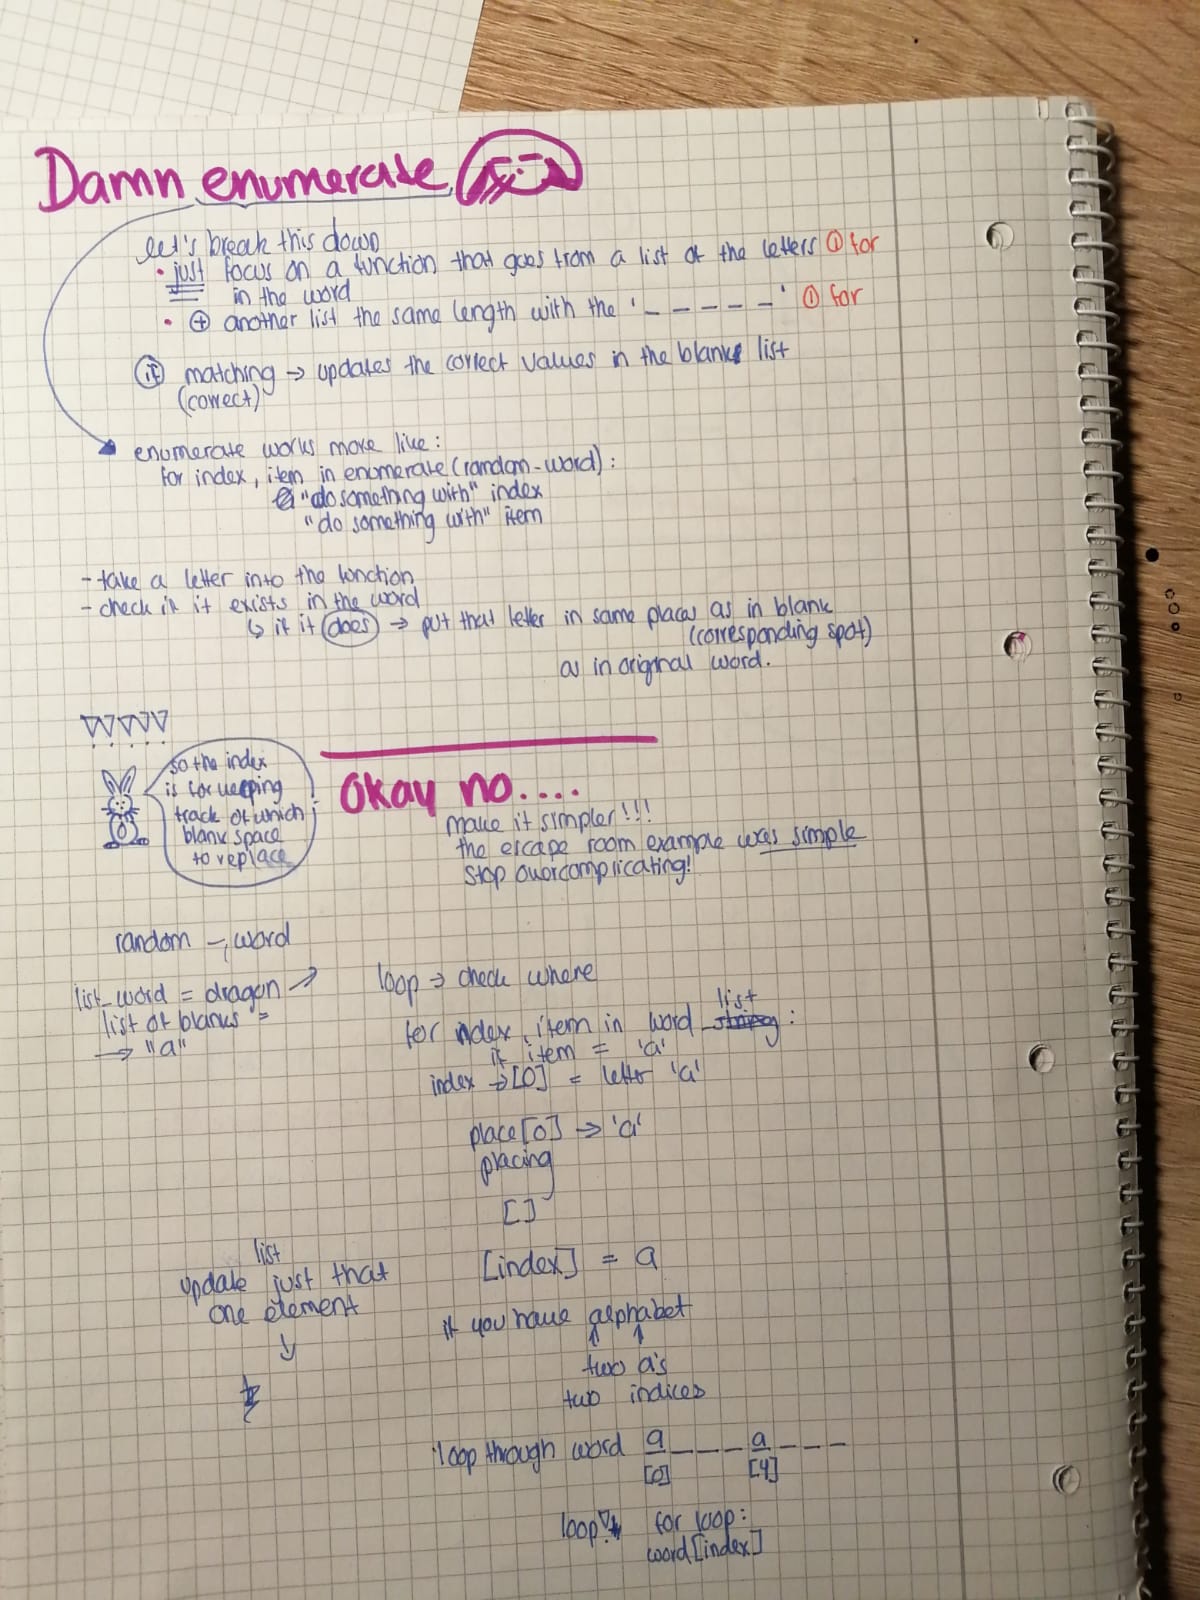 Damn enumerate
let's break this down
• just focus on a function that goes from a list of the letters ① for
in the word
• ⊕ another list the same length with the '_ _ _ _ _' ① for
if matching → updates the correct values in the blanks list
(correct)
enumerate works more like:
for index, item in enumerate(random-word):
"do something with" index
"do something with" item
- take a letter into the function
- check if it exists in the word
↳ if it does → put that letter in same place as in blank
(corresponding spot)
as in original word.
so the index
is for keeping
track of which
blank space
to replace
okay no....
make it simpler!!!
the escape room example was simple
stop overcomplicating!
random - word
list_word = dragon
list of blanks =
→ "a"
loop → check where
list
for index, item in word string:
if item = 'a'
index → [0] = letter 'a'
place[0] → 'a'
placing
[]
list
update just that
one element
[index] = a
if you have alphabet
two a's
two indices
loop through word a _ _ _ a _ _ _
[0] [4]
loop for loop:
word[index]